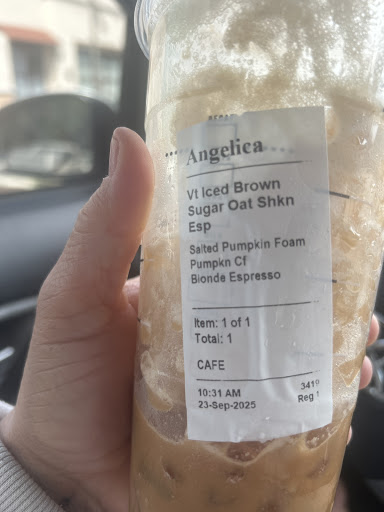 Angelica
Vt Iced Brown
Sugar Oat Shkn
Esp
Salted Pumpkin Foam
Pumpkn Cf
Blonde Espresso
Item: 1 of 1
Total: 1
CAFE
10:31 AM
3419
23-Sep-2025
Reg 1